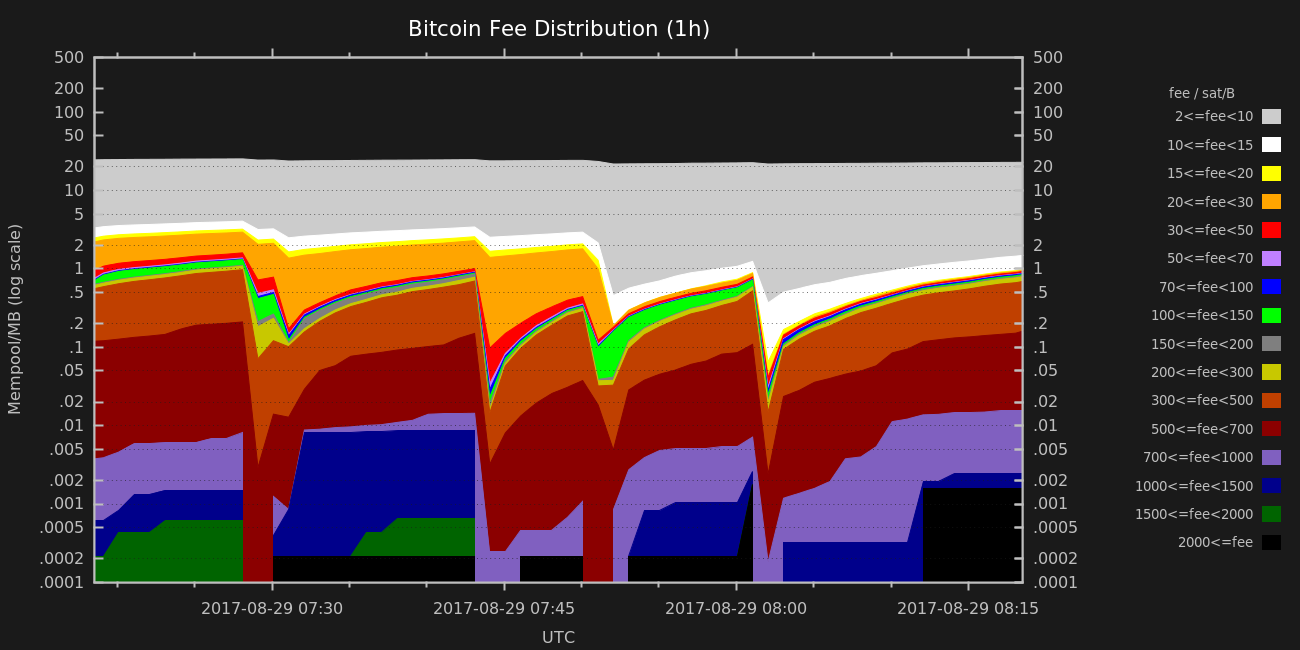 Bitcoin Fee Distribution (1h)
500 500
200 200
100 100
50 50
20 20
10 10
5 5
2 2
1 1
.5 .5
.2 .2
.1 .1
.05 .05
.02 .02
.01 .01
.005 .005
.002 .002
.001 .001
.0005 .0005
.0002 .0002
.0001 .0001
Mempool/MB (log scale)
2017-08-29 07:30 2017-08-29 07:45 2017-08-29 08:00 2017-08-29 08:15
UTC
fee / sat/B
2<=fee<10
10<=fee<15
15<=fee<20
20<=fee<30
30<=fee<50
50<=fee<70
70<=fee<100
100<=fee<150
150<=fee<200
200<=fee<300
300<=fee<500
500<=fee<700
700<=fee<1000
1000<=fee<1500
1500<=fee<2000
2000<=fee